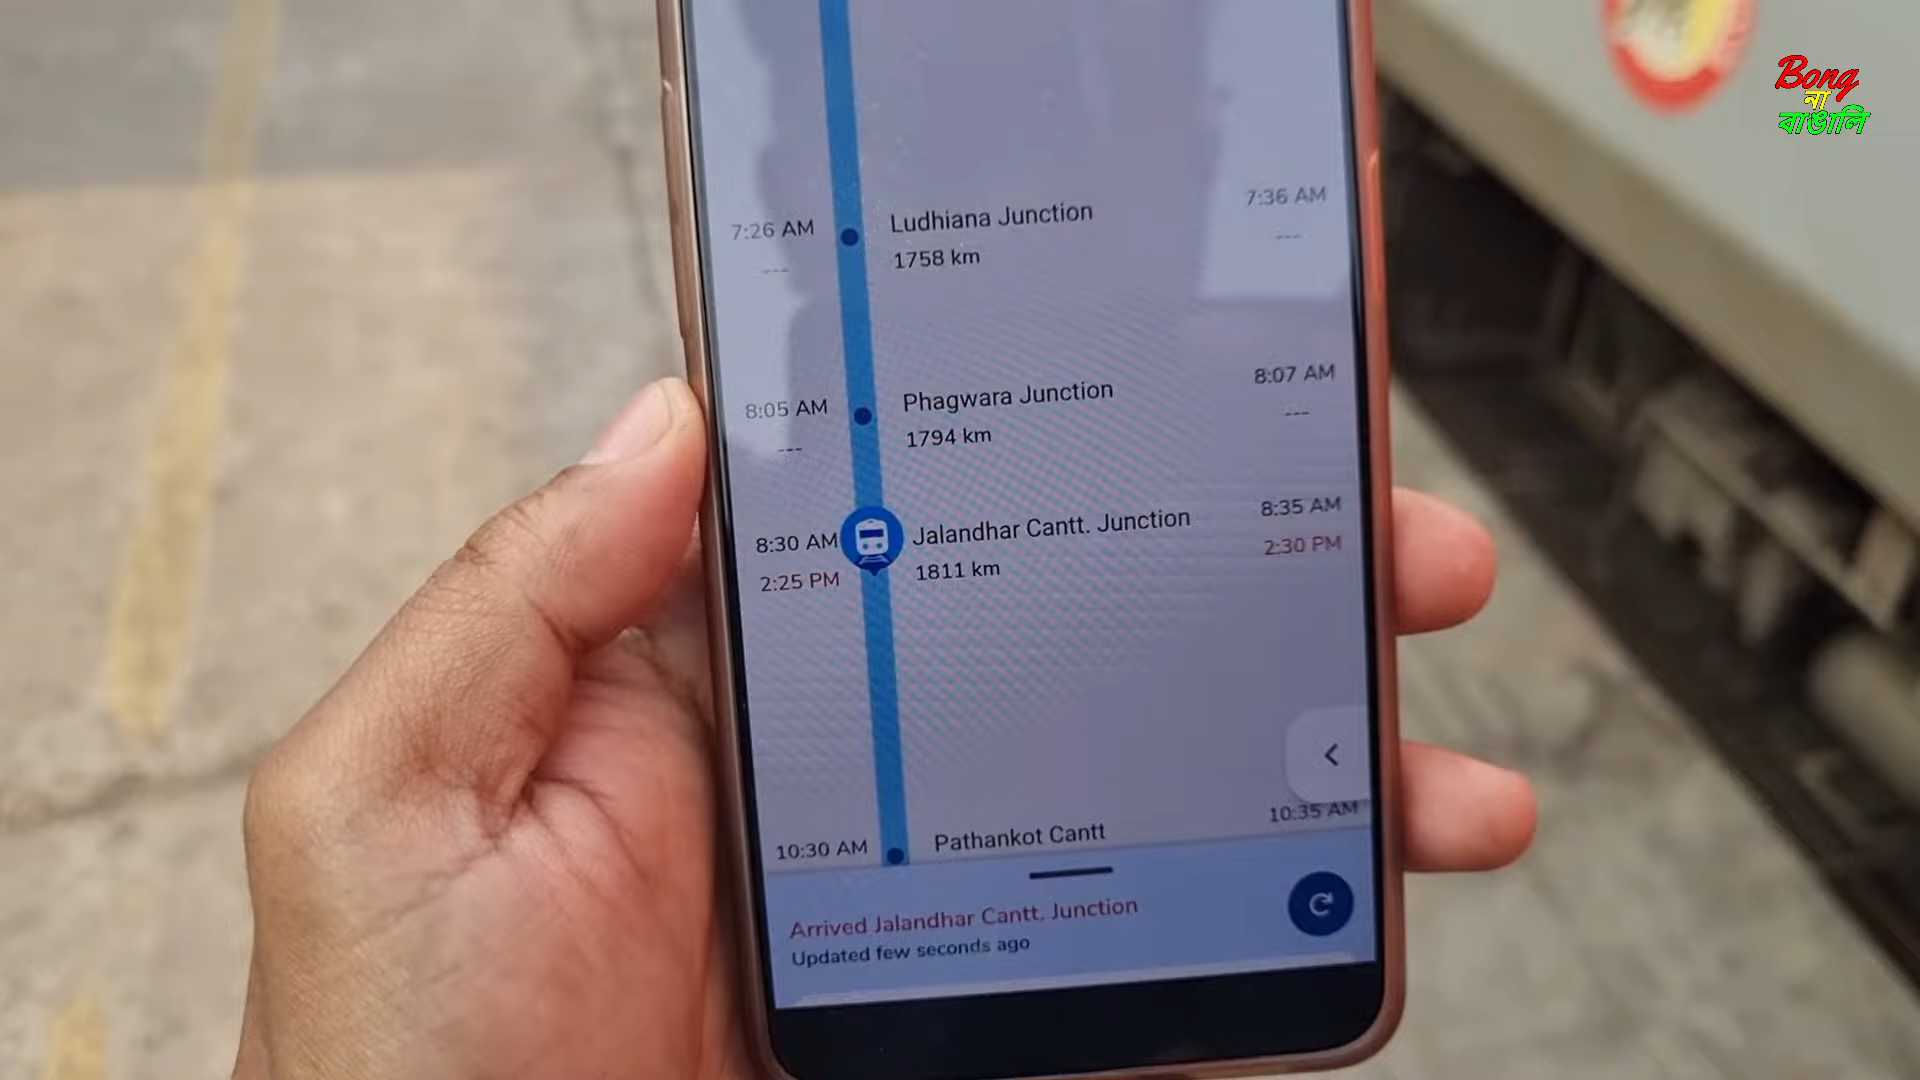 Bong
না
বাঙালি
7:26 AM Ludhiana Junction 7:36 AM
--- 1758 km ---
8:05 AM Phagwara Junction 8:07 AM
--- 1794 km ---
8:30 AM Jalandhar Cantt. Junction 8:35 AM
2:25 PM 1811 km 2:30 PM
10:30 AM Pathankot Cantt 10:35 AM
Arrived Jalandhar Cantt. Junction
Updated few seconds ago